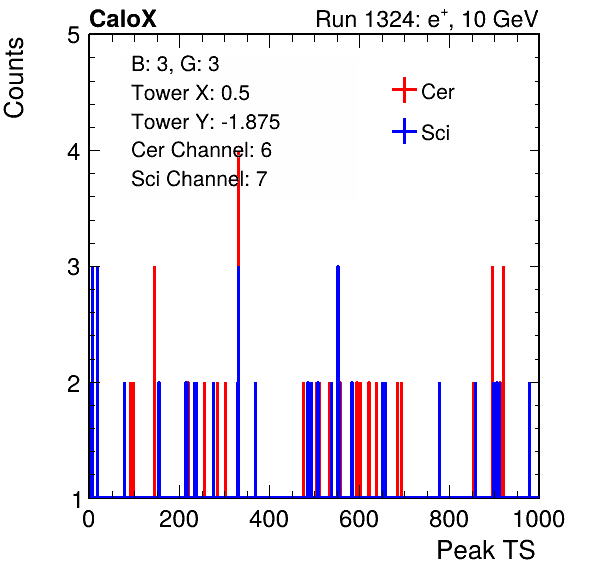 CaloX Run 1324: e+, 10 GeV
Counts
B: 3, G: 3
Tower X: 0.5
Tower Y: -1.875
Cer Channel: 6
Sci Channel: 7
Cer
Sci
5
4
3
2
1
0 200 400 600 800 1000
Peak TS